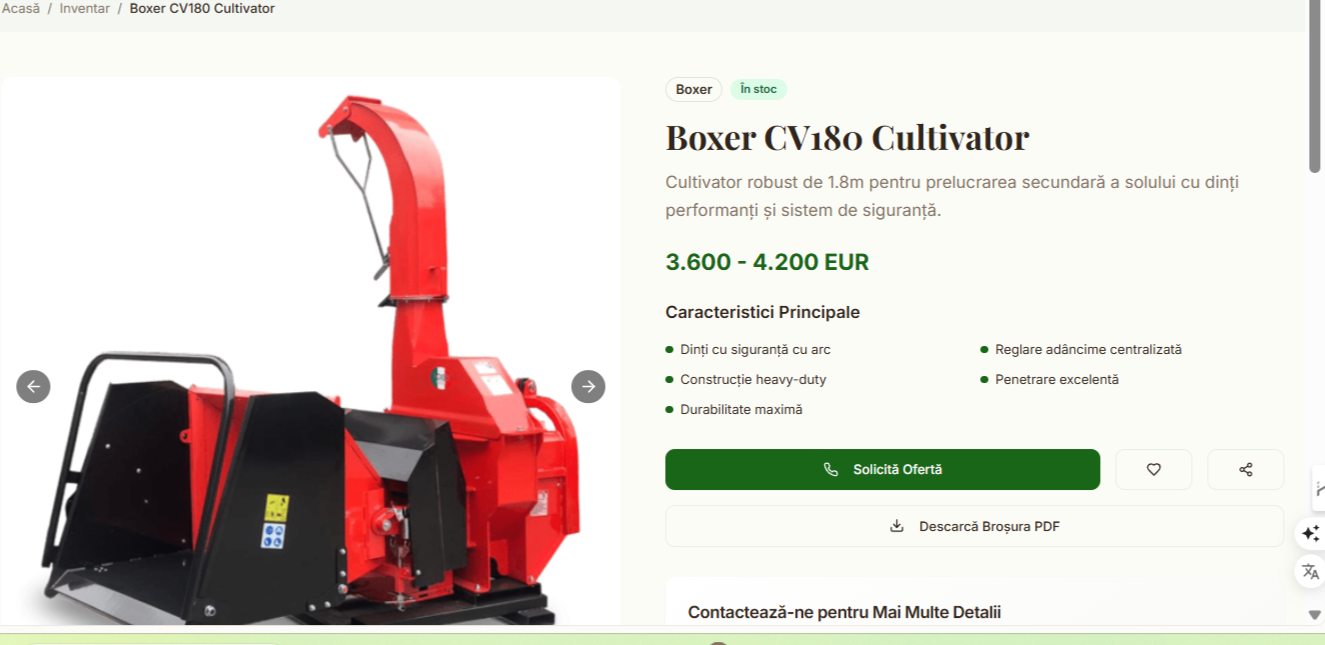 Acasă / Inventar / Boxer CV180 Cultivator
Boxer
În stoc
Boxer CV180 Cultivator
Cultivator robust de 1.8m pentru prelucrarea secundară a solului cu dinți
performanți și sistem de siguranță.
3.600 - 4.200 EUR
Caracteristici Principale
Dinți cu siguranță cu arc
Reglare adâncime centralizată
Construcție heavy-duty
Penetrare excelentă
Durabilitate maximă
Solicită Ofertă
Descarcă Broșura PDF
Contactează-ne pentru Mai Multe Detalii